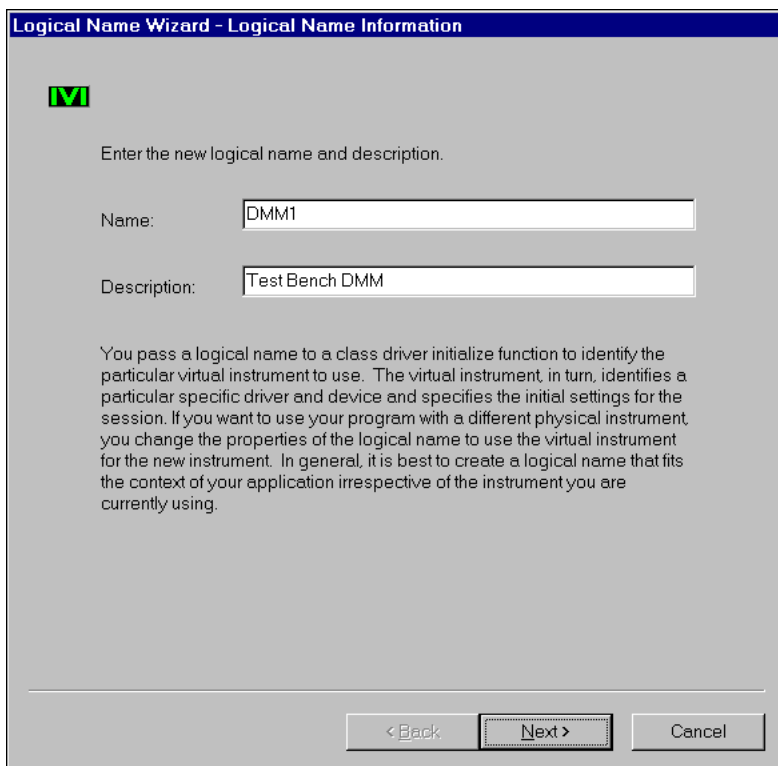 Logical Name Wizard - Logical Name Information
IVI
Enter the new logical name and description.
Name:
DMM1
Description:
Test Bench DMM
You pass a logical name to a class driver initialize function to identify the
particular virtual instrument to use.  The virtual instrument, in turn, identifies a
particular specific driver and device and specifies the initial settings for the
session. If you want to use your program with a different physical instrument,
you change the properties of the logical name to use the virtual instrument
for the new instrument.  In general, it is best to create a logical name that fits
the context of your application irrespective of the instrument you are
currently using.
< Back
Next >
Cancel